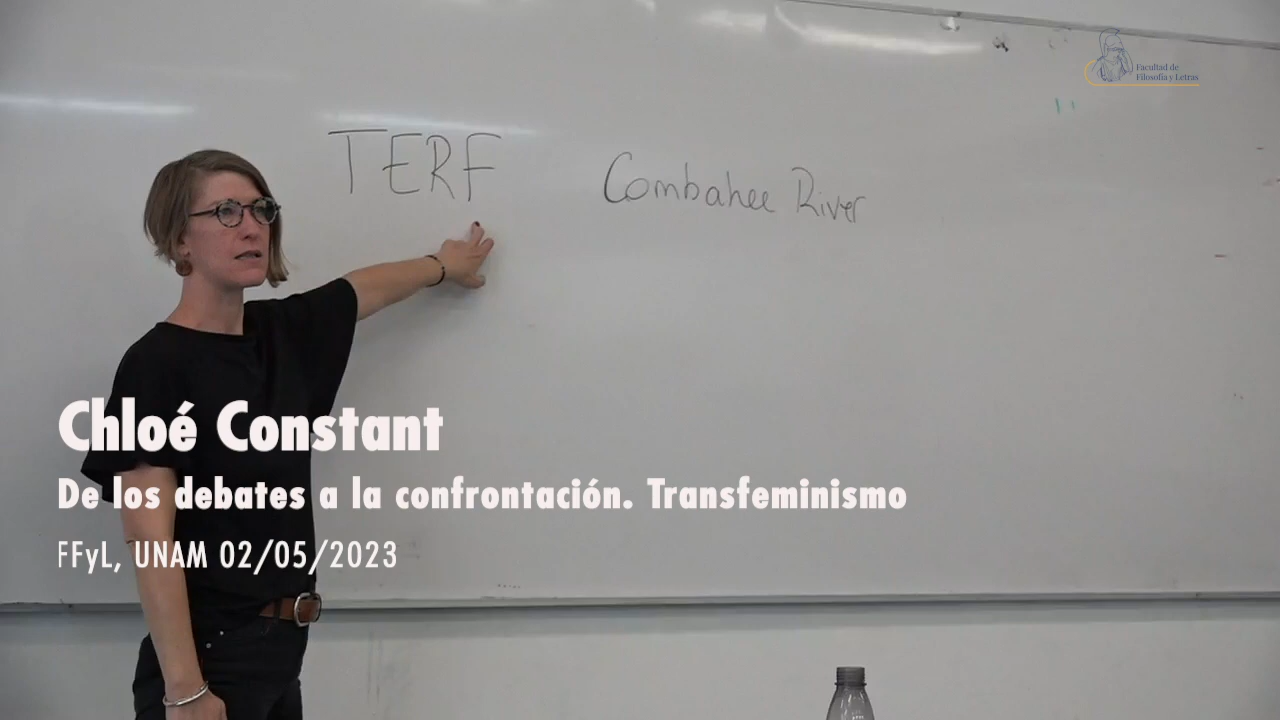 Facultad de
Filosofía y Letras
TERF
Combahee River
Chloé Constant
De los debates a la confrontación. Transfeminismo
FFyL, UNAM 02/05/2023